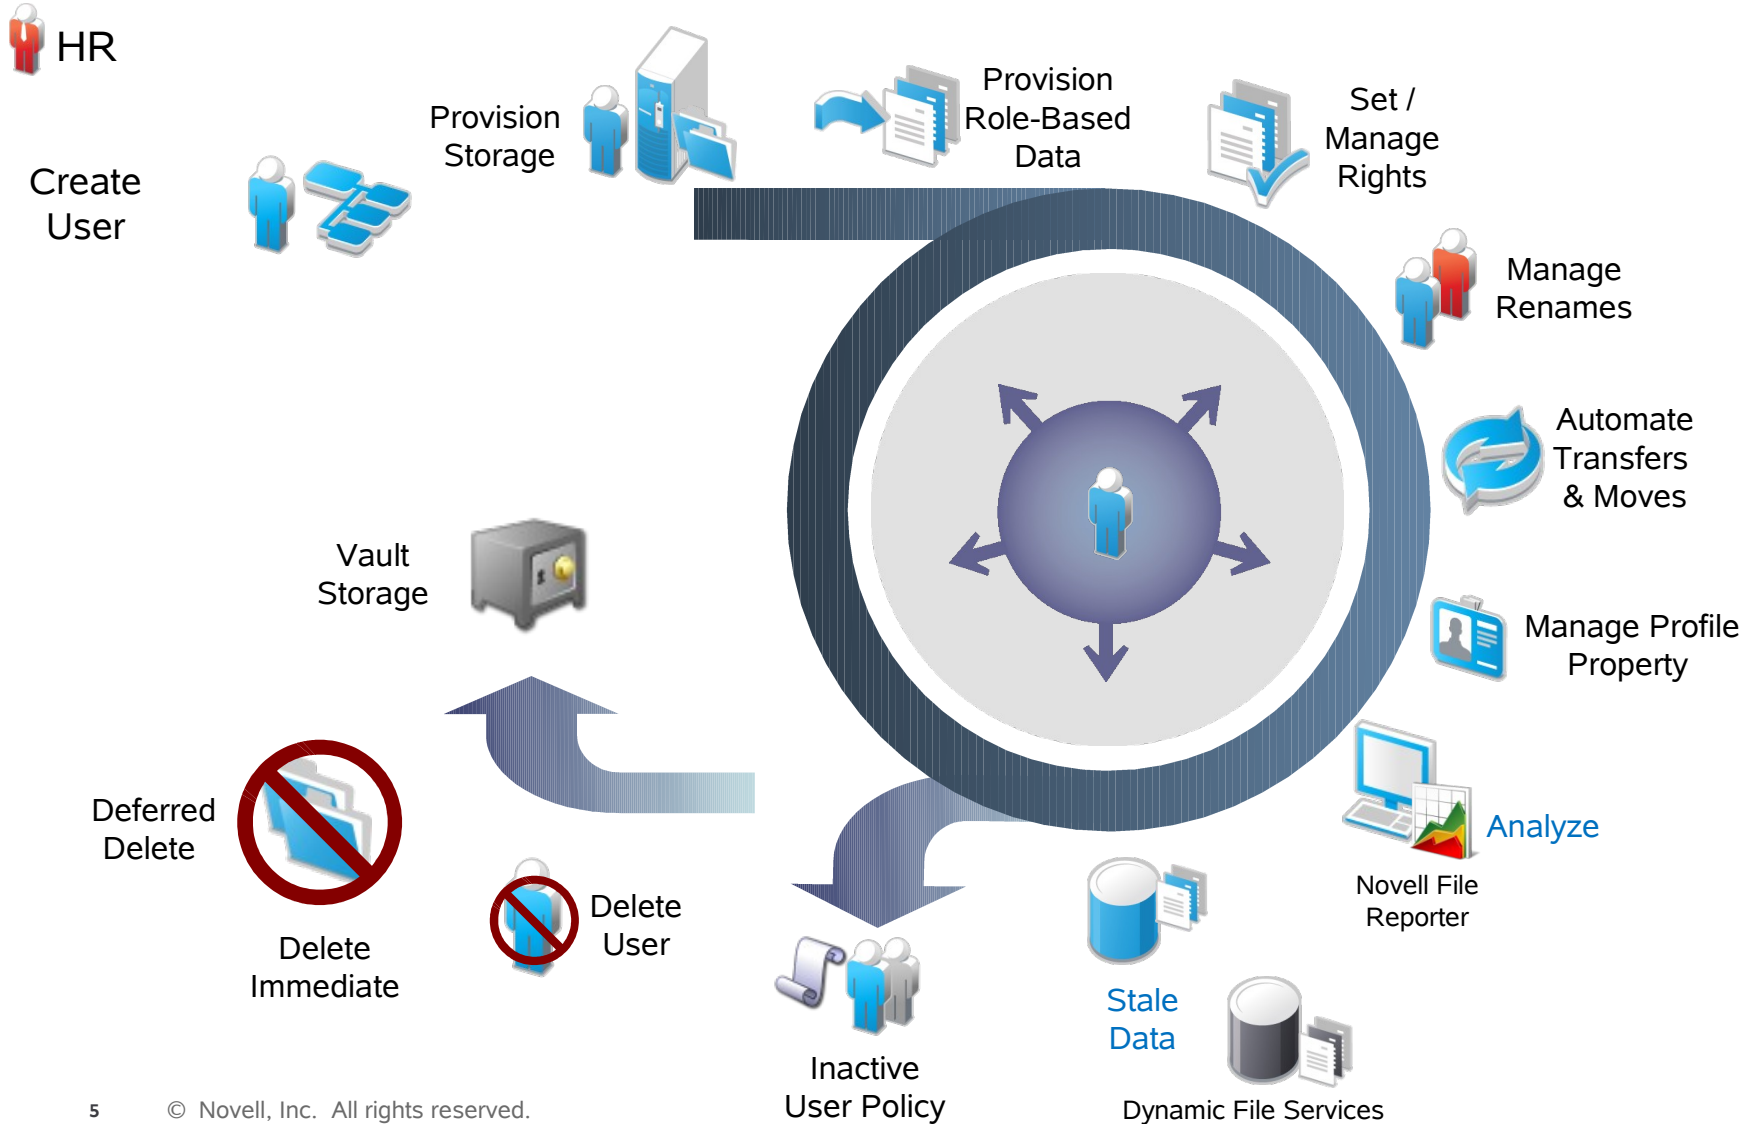 HR
Create
User
Provision
Storage
Provision
Role-Based
Data
Set /
Manage
Rights
Manage
Renames
Automate
Transfers
& Moves
Manage Profile
Property
Analyze
Novell File
Reporter
Stale
Data
Dynamic File Services
Inactive
User Policy
Delete
User
Vault
Storage
Deferred
Delete
Delete
Immediate
5 © Novell, Inc. All rights reserved.